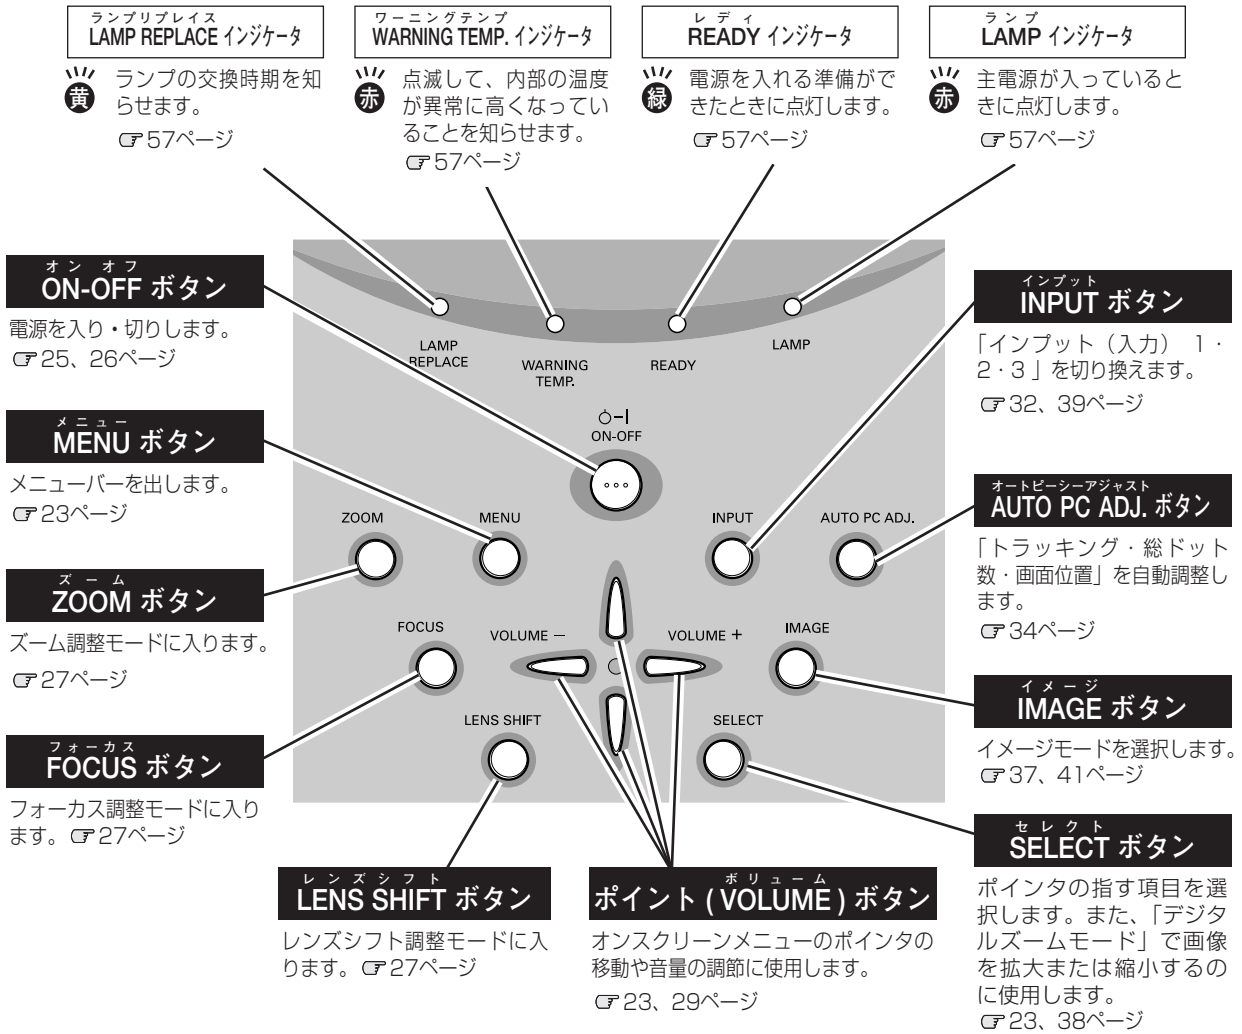 ランプリプレイス
LAMP REPLACE インジケータ
黄
ランプの交換時期を知
らせます。
☞57ページ
ワーニングテンプ
WARNING TEMP. インジケータ
赤
点滅して、内部の温度
が異常に高くなってい
ることを知らせます。
☞57ページ
レディ
READY インジケータ
緑
電源を入れる準備がで
きたときに点灯します。
☞57ページ
ランプ
LAMP インジケータ
赤
主電源が入っていると
きに点灯します。
☞57ページ
オン オフ
ON-OFF ボタン
電源を入り・切りします。
☞25、26ページ
メニュー
MENU ボタン
メニューバーを出します。
☞23ページ
ズーム
ZOOM ボタン
ズーム調整モードに入ります。
☞27ページ
フォーカス
FOCUS ボタン
フォーカス調整モードに入り
ます。☞27ページ
LAMP
REPLACE
WARNING
TEMP.
READY
LAMP
ON-OFF
ZOOM
MENU
INPUT
AUTO PC ADJ.
FOCUS
VOLUME －
VOLUME +
IMAGE
LENS SHIFT
SELECT
インプット
INPUT ボタン
「インプット（入力） 1・
2・3 」を切り換えます。
☞32、39ページ
オートピーシーアジャスト
AUTO PC ADJ. ボタン
「トラッキング・総ドット
数・画面位置」を自動調整し
ます。
☞34ページ
イメージ
IMAGE ボタン
イメージモードを選択します。
☞37、41ページ
セレクト
SELECT ボタン
ポインタの指す項目を選
択します。また、「デジタ
ルズームモード」で画像
を拡大または縮小するの
に使用します。
☞23、38ページ
レンズシフト
LENS SHIFT ボタン
レンズシフト調整モードに入
ります。☞27ページ
ボリューム
ポイント ( VOLUME ) ボタン
オンスクリーンメニューのポインタの
移動や音量の調節に使用します。
☞23、29ページ